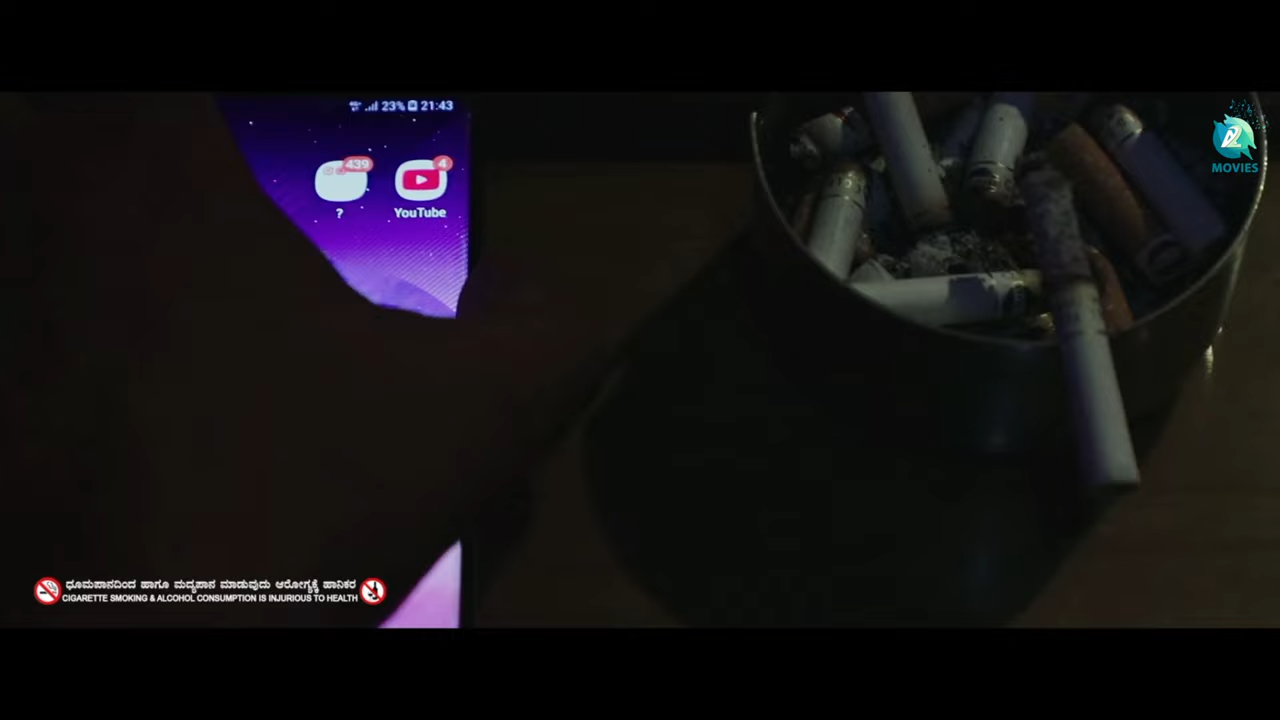 23% 21:43
439
4
?
YouTube
MOVIES
ಧೂಮಪಾನದಿಂದ ಹಾಗೂ ಮದ್ಯಪಾನ ಮಾಡುವುದು ಆರೋಗ್ಯಕ್ಕೆ ಹಾನಿಕರ
CIGARETTE SMOKING & ALCOHOL CONSUMPTION IS INJURIOUS TO HEALTH